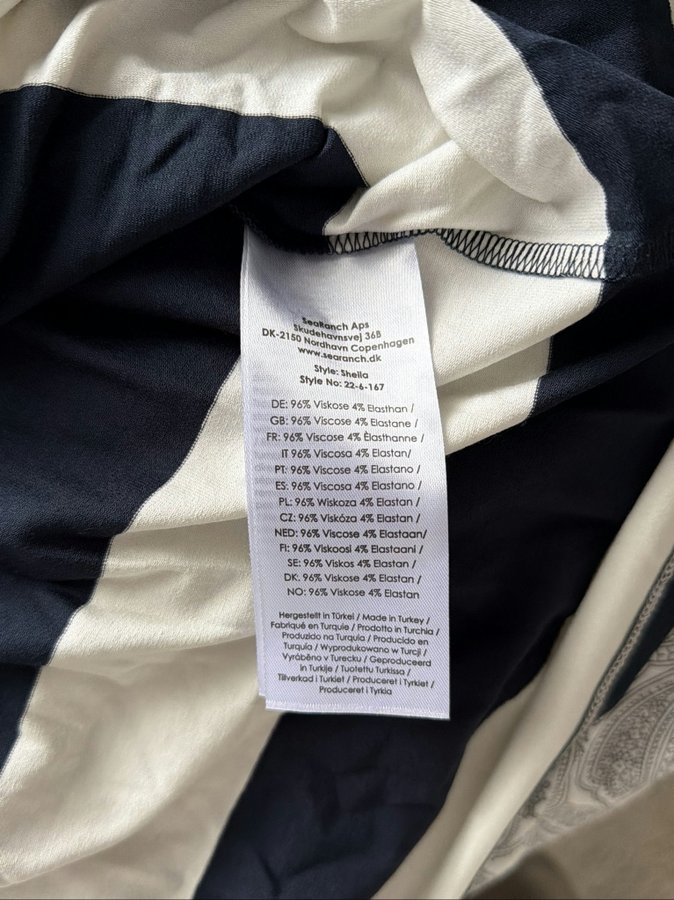 SeaRanch Aps
Skudehavnsvej 36B
DK-2150 Nordhavn Copenhagen
www.searanch.dk
Style: Sheila
Style No: 22-6-167
DE: 96% Viskose 4% Elasthan /
GB: 96% Viscose 4% Elastane /
FR: 96% Viscose 4% Élasthanne /
IT 96% Viscosa 4% Elastan/
PT: 96% Viscose 4% Elastano /
ES: 96% Viscosa 4% Elastano /
PL: 96% Wiskoza 4% Elastan /
CZ: 96% Viskóza 4% Elastan /
NED: 96% Viscose 4% Elastaan/
FI: 96% Viskoosi 4% Elastaani /
SE: 96% Viskos 4% Elastan /
DK: 96% Viskose 4% Elastan /
NO: 96% Viskose 4% Elastan
Hergestellt in Türkei / Made in Turkey /
Fabriqué en Turquie / Prodotto in Turchia /
Produzido na Turquia / Producido en
Turquía / Wyprodukowano w Turcji /
Vyráběno v Turecku / Geproduceerd
in Turkije / Tuotettu Turkissa /
Tillverkad i Turkiet / Produceret i Tyrkiet /
Produceret i Tyrkia